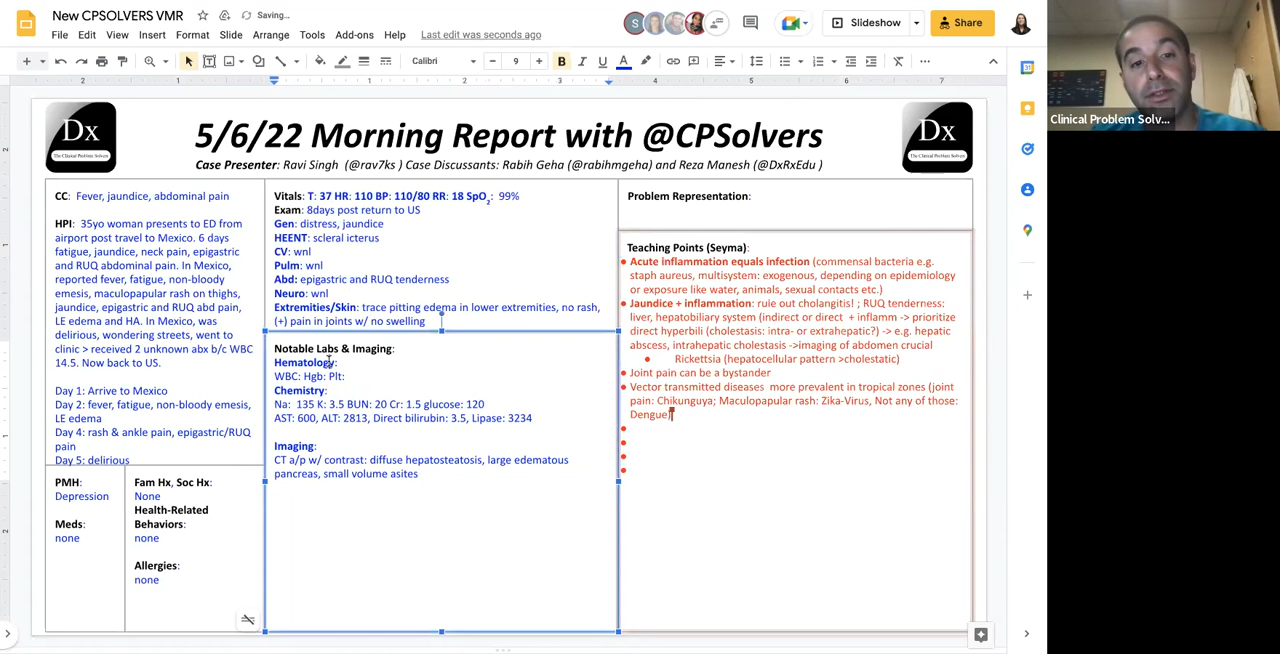 New CPSOLVERS VMR
Saving...
File Edit View Insert Format Slide Arrange Tools Add-ons Help Last edit was seconds ago
S
Slideshow
Share
Calibri
9
B I U A
2 1 1 2 3 4 5 6 7
Dx
The Clinical Problem Solvers
5/6/22 Morning Report with @CPSolvers
Case Presenter: Ravi Singh (@rav7ks ) Case Discussants: Rabih Geha (@rabihmgeha) and Reza Manesh (@DxRxEdu )
Dx
The Clinical Problem Solvers
CC: Fever, jaundice, abdominal pain
HPI: 35yo woman presents to ED from
airport post travel to Mexico. 6 days
fatigue, jaundice, neck pain, epigastric
and RUQ abdominal pain. In Mexico,
reported fever, fatigue, non-bloody
emesis, maculopapular rash on thighs,
jaundice, epigastric and RUQ abd pain,
LE edema and HA. In Mexico, was
delirious, wondering streets, went to
clinic > received 2 unknown abx b/c WBC
14.5. Now back to US.
Day 1: Arrive to Mexico
Day 2: fever, fatigue, non-bloody emesis,
LE edema
Day 4: rash & ankle pain, epigastric/RUQ
pain
Day 5: delirious
PMH:
Depression
Meds:
none
Fam Hx, Soc Hx:
None
Health-Related
Behaviors:
none
Allergies:
none
Vitals: T: 37 HR: 110 BP: 110/80 RR: 18 SpO2: 99%
Exam: 8days post return to US
Gen: distress, jaundice
HEENT: scleral icterus
CV: wnl
Pulm: wnl
Abd: epigastric and RUQ tenderness
Neuro: wnl
Extremities/Skin: trace pitting edema in lower extremities, no rash,
(+) pain in joints w/ no swelling
Notable Labs & Imaging:
Hematology:
WBC: Hgb: Plt:
Chemistry:
Na: 135 K: 3.5 BUN: 20 Cr: 1.5 glucose: 120
AST: 600, ALT: 2813, Direct bilirubin: 3.5, Lipase: 3234
Imaging:
CT a/p w/ contrast: diffuse hepatosteatosis, large edematous
pancreas, small volume asites
Problem Representation:
Teaching Points (Seyma):
Acute inflammation equals infection (commensal bacteria e.g.
staph aureus, multisystem: exogenous, depending on epidemiology
or exposure like water, animals, sexual contacts etc.)
Jaundice + inflammation: rule out cholangitis! ; RUQ tenderness:
liver, hepatobiliary system (indirect or direct + inflamm -> prioritize
direct hyperbili (cholestasis: intra- or extrahepatic?) -> e.g. hepatic
abscess, intrahepatic cholestasis ->imaging of abdomen crucial
Rickettsia (hepatocellular pattern >cholestatic)
Joint pain can be a bystander
Vector transmitted diseases more prevalent in tropical zones (joint
pain: Chikunguya; Maculopapular rash: Zika-Virus, Not any of those:
Dengue)
Clinical Problem Solv...